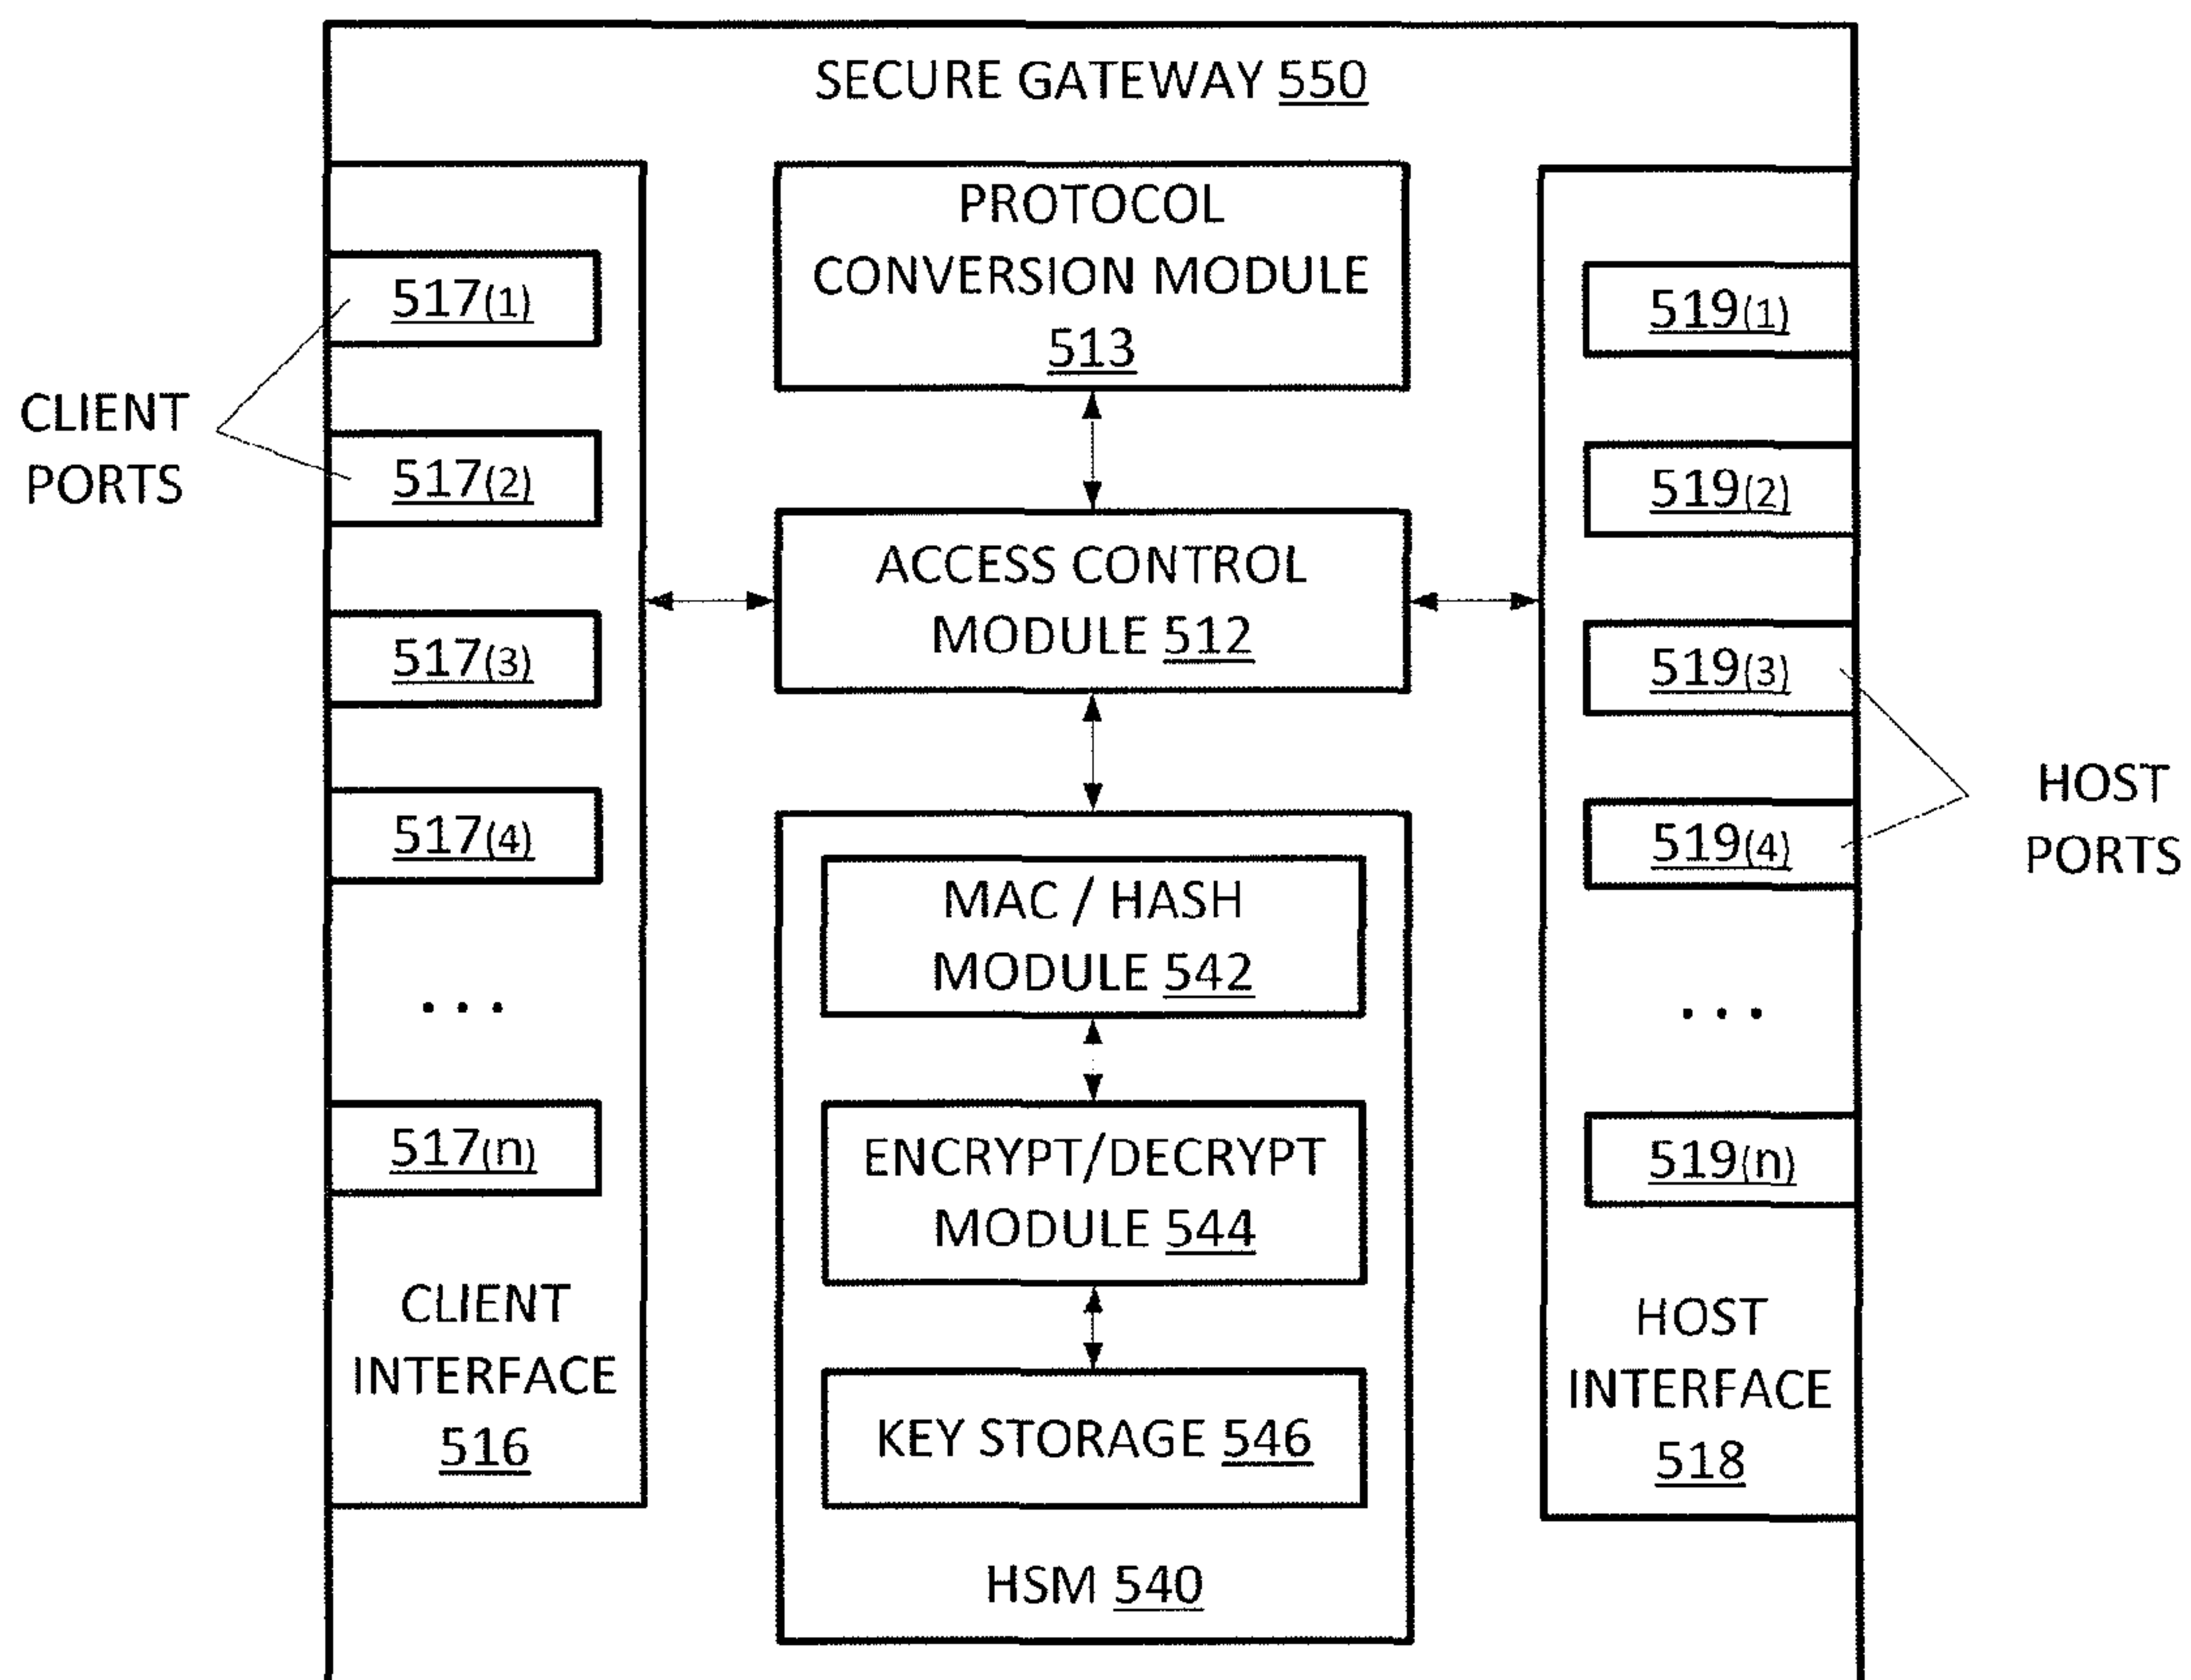 SECURE GATEWAY 550
PROTOCOL
CONVERSION MODULE
513
CLIENT
PORTS
517(1)
517(2)
517(3)
517(4)
...
517(n)
CLIENT
INTERFACE
516
ACCESS CONTROL
MODULE 512
MAC / HASH
MODULE 542
ENCRYPT/DECRYPT
MODULE 544
KEY STORAGE 546
HSM 540
519(1)
519(2)
519(3)
519(4)
...
519(n)
HOST
INTERFACE
518
HOST
PORTS